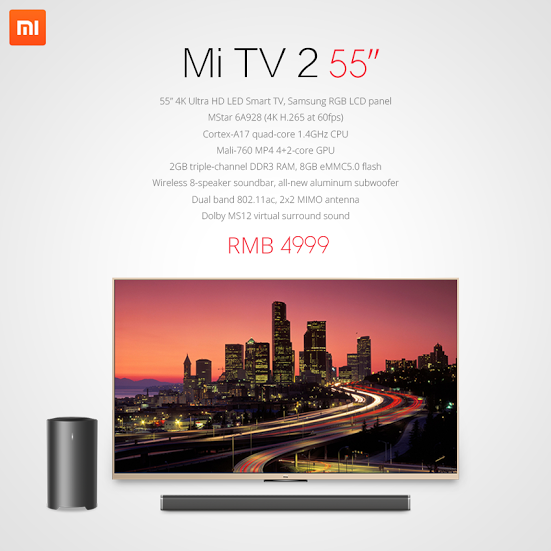 mi
Mi TV 2 55"
55" 4K Ultra HD LED Smart TV, Samsung RGB LCD panel
MStar 6A928 (4K H.265 at 60fps)
Cortex-A17 quad-core 1.4GHz CPU
Mali-760 MP4 4+2-core GPU
2GB triple-channel DDR3 RAM, 8GB eMMC5.0 flash
Wireless 8-speaker soundbar, all-new aluminum subwoofer
Dual band 802.11ac, 2x2 MIMO antenna
Dolby MS12 virtual surround sound
RMB 4999